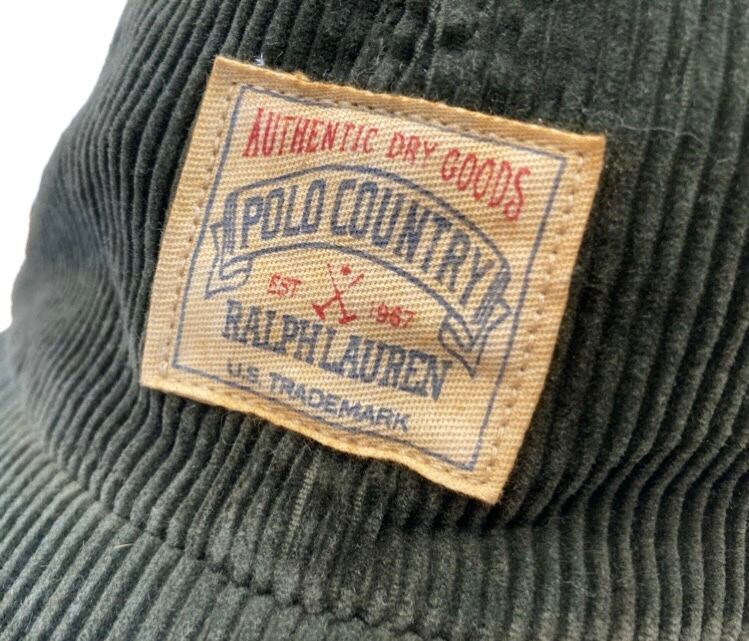 AUTHENTIC DRY GOODS
POLO COUNTRY
EST 1967
RALPH LAUREN
U.S. TRADEMARK